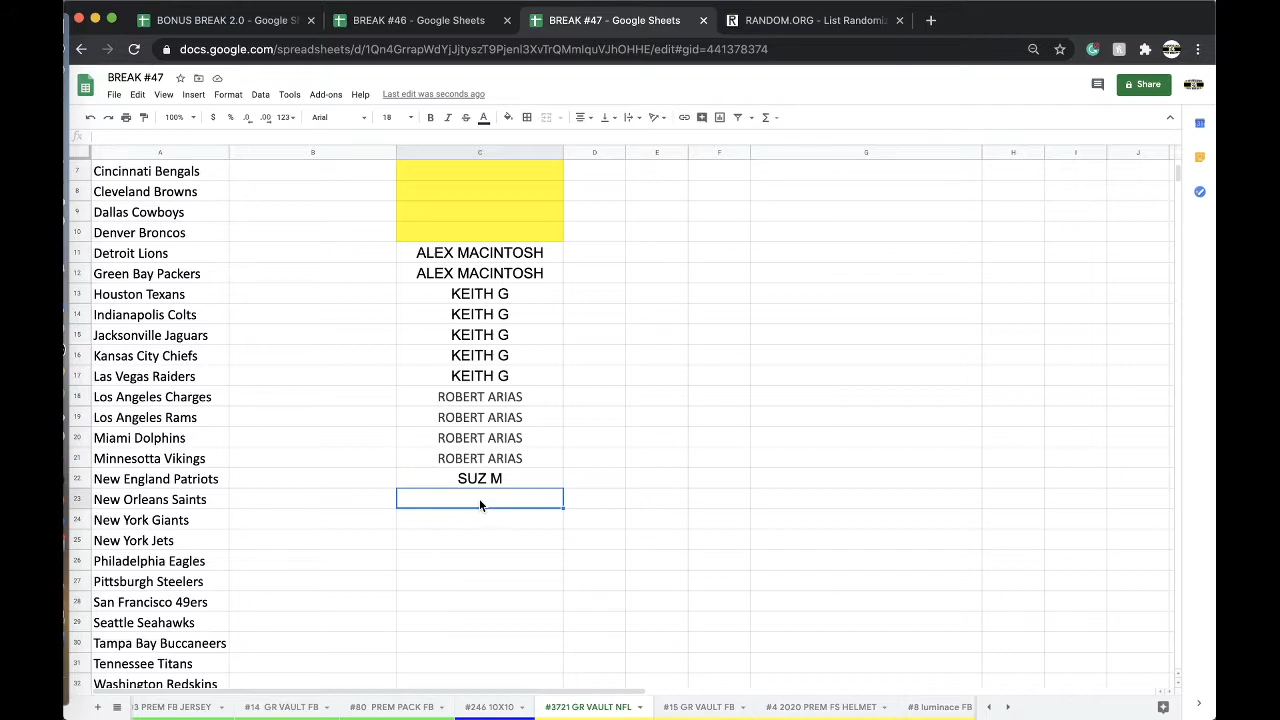 BONUS BREAK 2.0 - Google S
BREAK #46 - Google Sheets
BREAK #47 - Google Sheets
RANDOM.ORG - List Randomi
docs.google.com/spreadsheets/d/1Qn4GrrapWdYjJjtyszT9Pjenl3XvTrQMmlquVJhOHHE/edit#gid=441378374
BREAK #47
File Edit View Insert Format Data Tools Add-ons Help Last edit was seconds ago
Share
100% $ % .0 .00 123 Arial 18 B I S A
fx
A B C D E F G H I J
7 Cincinnati Bengals
8 Cleveland Browns
9 Dallas Cowboys
10 Denver Broncos
11 Detroit Lions ALEX MACINTOSH
12 Green Bay Packers ALEX MACINTOSH
13 Houston Texans KEITH G
14 Indianapolis Colts KEITH G
15 Jacksonville Jaguars KEITH G
16 Kansas City Chiefs KEITH G
17 Las Vegas Raiders KEITH G
18 Los Angeles Charges ROBERT ARIAS
19 Los Angeles Rams ROBERT ARIAS
20 Miami Dolphins ROBERT ARIAS
21 Minnesotta Vikings ROBERT ARIAS
22 New England Patriots SUZ M
23 New Orleans Saints
24 New York Giants
25 New York Jets
26 Philadelphia Eagles
27 Pittsburgh Steelers
28 San Francisco 49ers
29 Seattle Seahawks
30 Tampa Bay Buccaneers
31 Tennessee Titans
32 Washington Redskins
3 PREM FB JERSEY #14 GR VAULT FB #80 PREM PACK FB #246 10X10 #3721 GR VAULT NFL #15 GR VAULT FB #4 2020 PREM FS HELMET #8 luminace FB